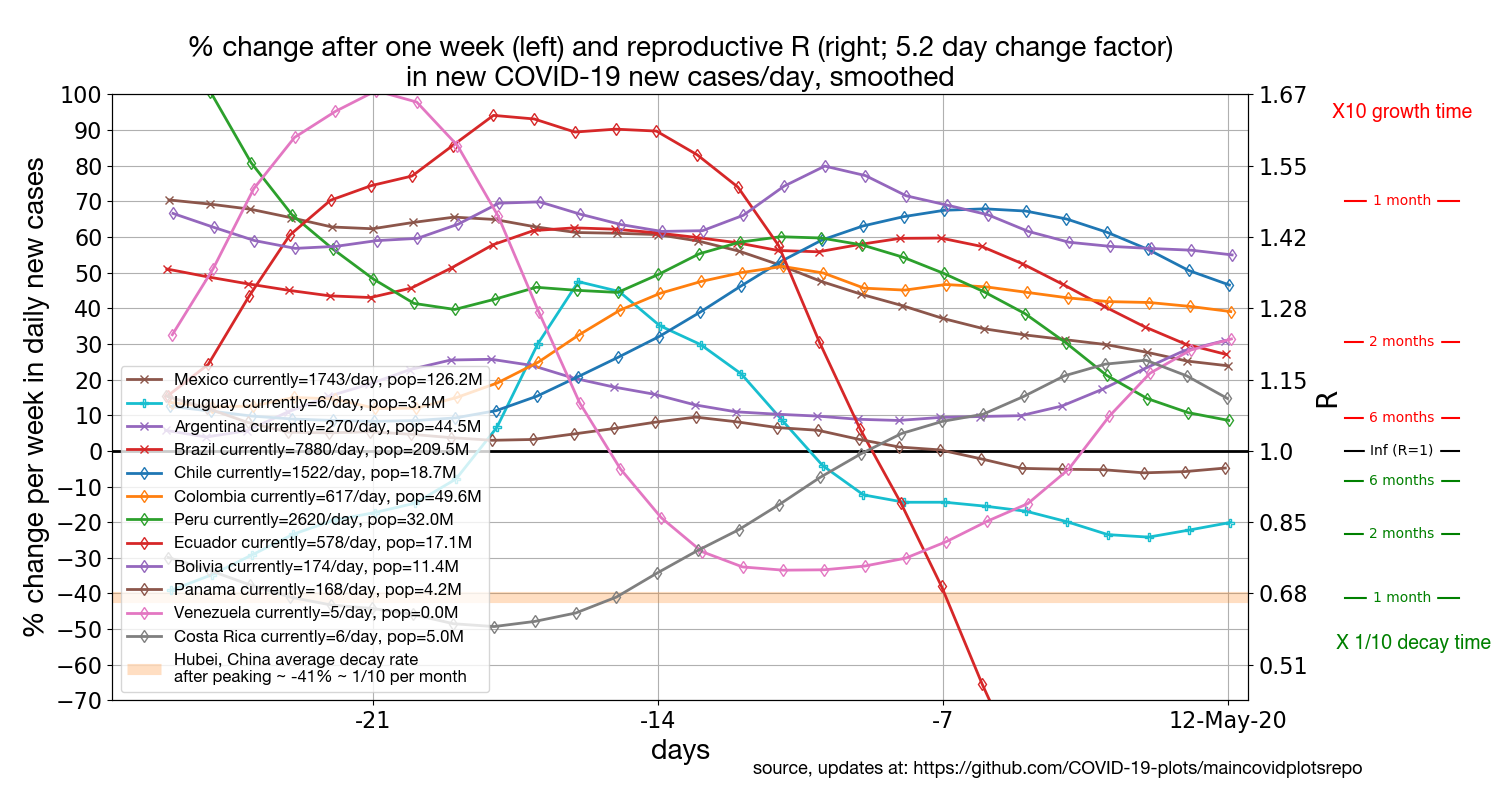 % change after one week (left) and reproductive R (right; 5.2 day change factor)
in new COVID-19 new cases/day, smoothed
% change per week in daily new cases
100
90
80
70
60
50
40
30
20
10
0
−10
−20
−30
−40
−50
−60
−70
Mexico currently=1743/day, pop=126.2M
Uruguay currently=6/day, pop=3.4M
Argentina currently=270/day, pop=44.5M
Brazil currently=7880/day, pop=209.5M
Chile currently=1522/day, pop=18.7M
Colombia currently=617/day, pop=49.6M
Peru currently=2620/day, pop=32.0M
Ecuador currently=578/day, pop=17.1M
Bolivia currently=174/day, pop=11.4M
Panama currently=168/day, pop=4.2M
Venezuela currently=5/day, pop=0.0M
Costa Rica currently=6/day, pop=5.0M
Hubei, China average decay rate
after peaking ~ -41% ~ 1/10 per month
-21
-14
-7
12-May-20
days
1.67
1.55
1.42
1.28
1.15
1.0
0.85
0.68
0.51
R
X10 growth time
1 month
2 months
6 months
Inf (R=1)
6 months
2 months
1 month
X 1/10 decay time
source, updates at: https://github.com/COVID-19-plots/maincovidplotsrepo